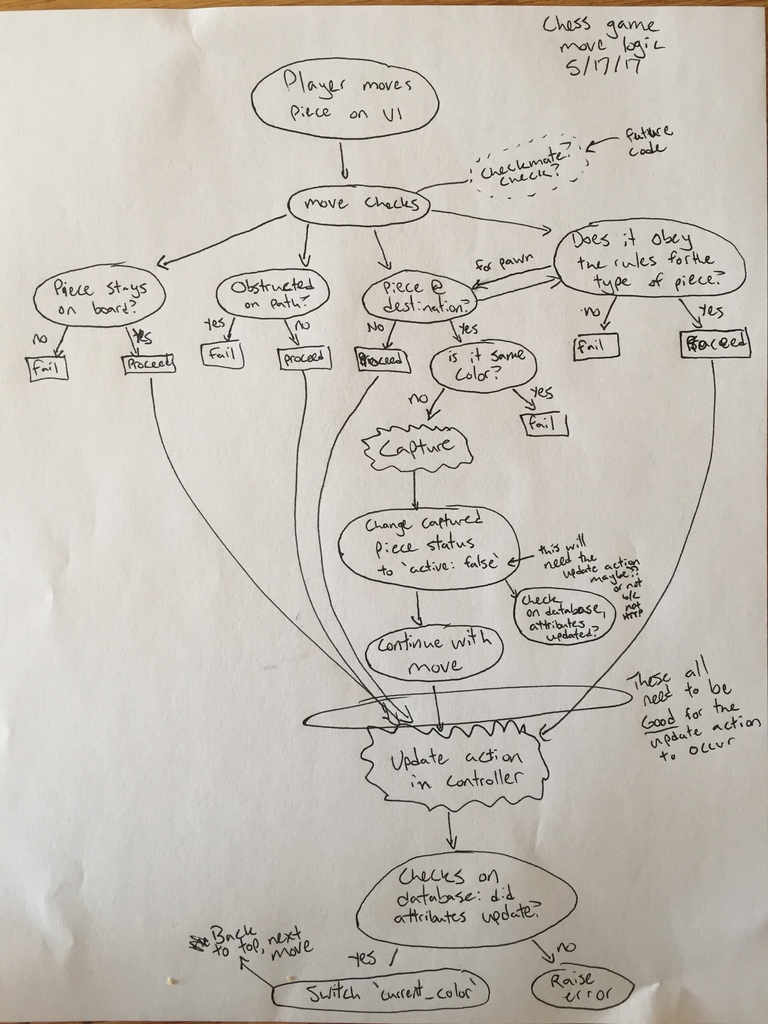 Chess game
move logic
5/17/17
Player moves
piece on UI
future
code
Checkmate?
check?
move checks
Piece stays
on board?
no
Yes
fail
Proceed
Obstructed
on path?
Yes
no
fail
proceed
for pawn
Piece @
destination?
No
Yes
Proceed
is it same
color?
no
yes
fail
Does it obey
the rules for the
type of piece?
no
Yes
fail
Proceed
Capture
Change captured
piece status
to `active: false`
this will
need the
update action
maybe??
or not
b/c
not
HTTP
Check
on database,
attributes
updated?
Continue with
move
These all
need to be
Good for the
update action
to occur
Update action
in controller
Checks on
database: did
attributes update?
yes
no
Back
to top, next
move
Switch `current_color`
Raise
error